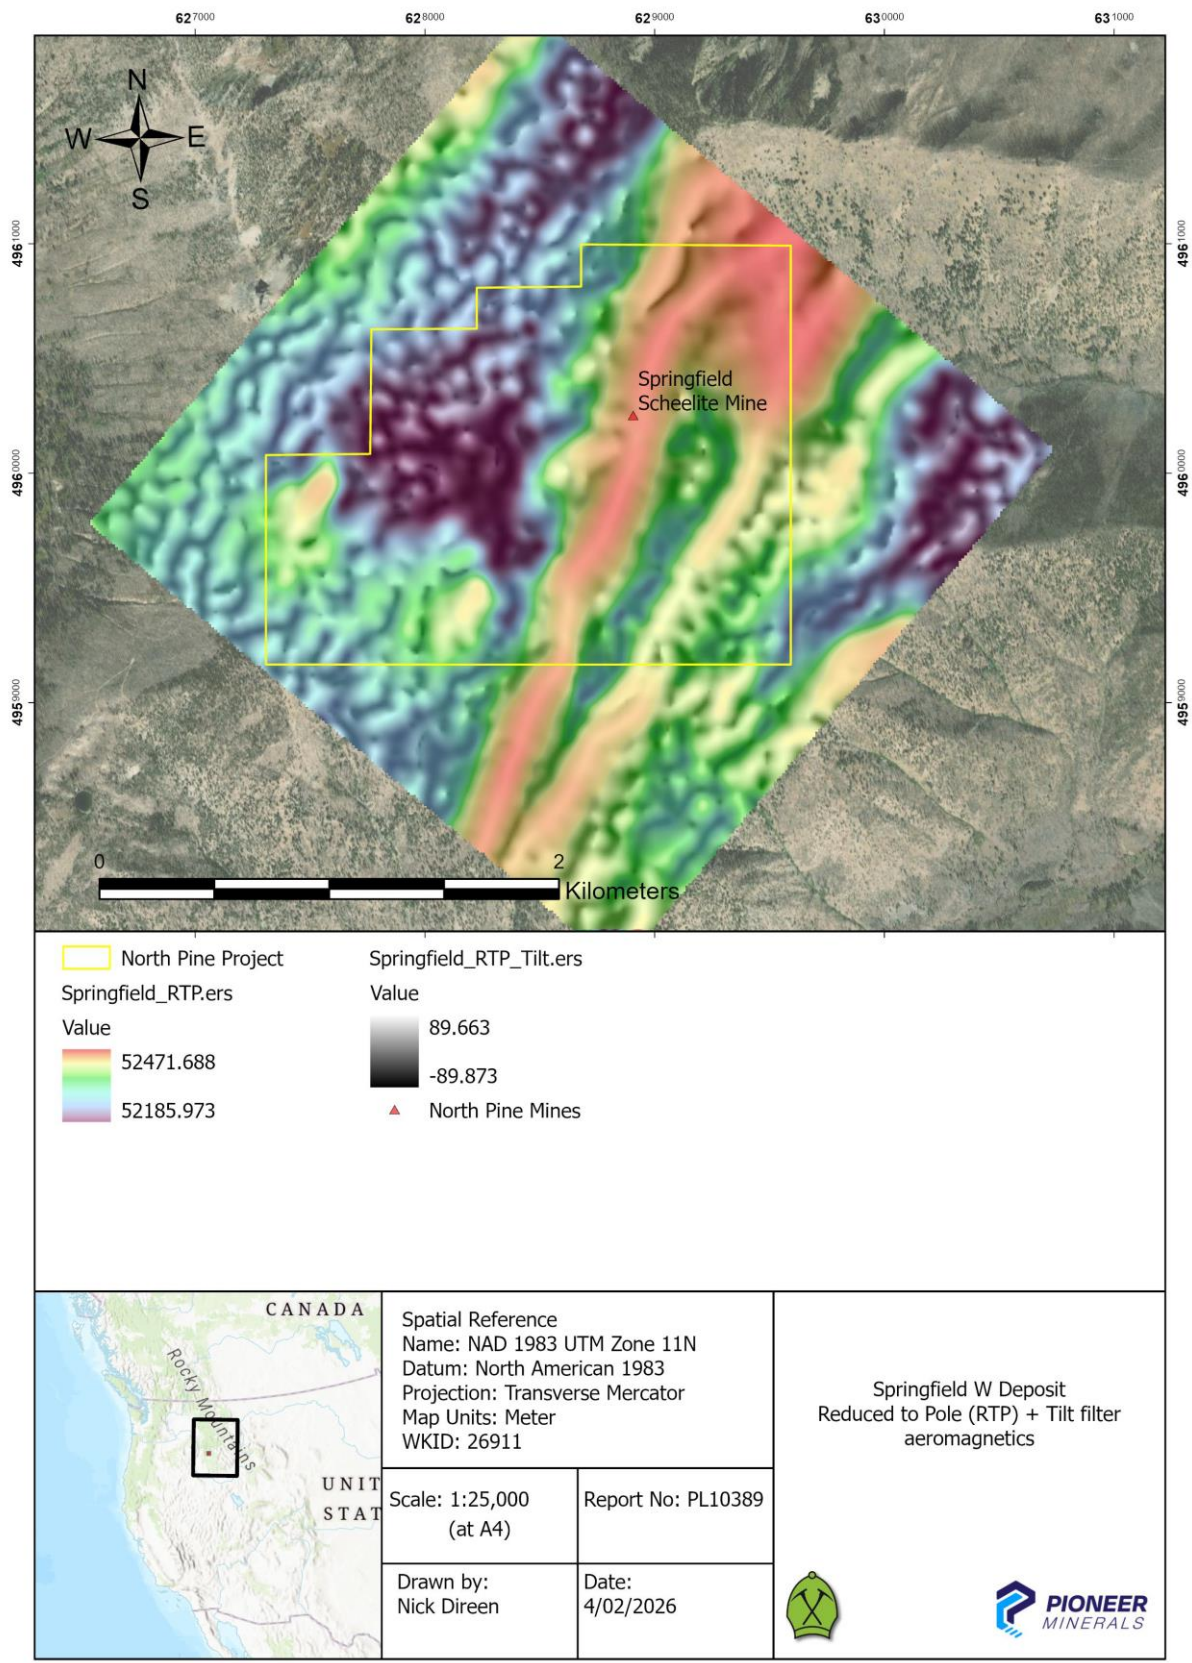 627000 628000 629000 630000 631000
N
W E
S
4961000 4961000
Springfield
Scheelite Mine
4960000 4960000
4959000 4959000
0 2
Kilometers
North Pine Project
Springfield_RTP.ers
Value
52471.688
52185.973
Springfield_RTP_Tilt.ers
Value
89.663
-89.873
North Pine Mines
CANADA
Rocky Mountains
UNIT
STAT
Spatial Reference
Name: NAD 1983 UTM Zone 11N
Datum: North American 1983
Projection: Transverse Mercator
Map Units: Meter
WKID: 26911
Scale: 1:25,000
(at A4)
Report No: PL10389
Drawn by:
Nick Direen
Date:
4/02/2026
Springfield W Deposit
Reduced to Pole (RTP) + Tilt filter
aeromagnetics
PIONEER
MINERALS